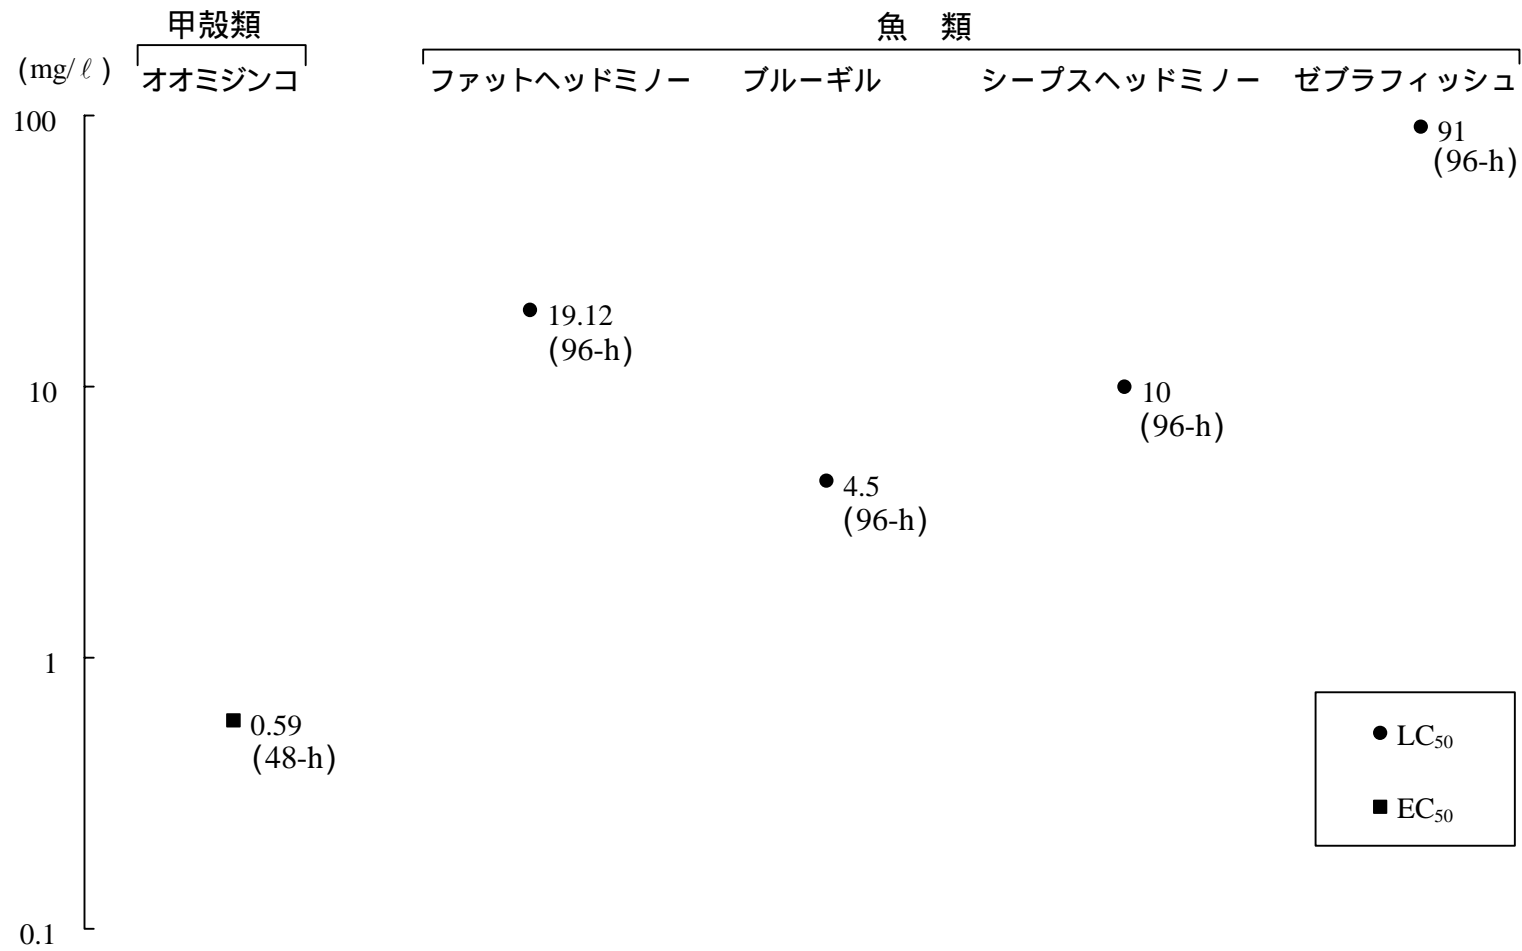 甲殻類
魚 類
(mg/ℓ)
オオミジンコ
ファットヘッドミノー
ブルーギル
シープスヘッドミノー
ゼブラフィッシュ
100
91
(96-h)
19.12
(96-h)
10
10
(96-h)
4.5
(96-h)
1
0.59
(48-h)
LC₅₀
EC₅₀
0.1